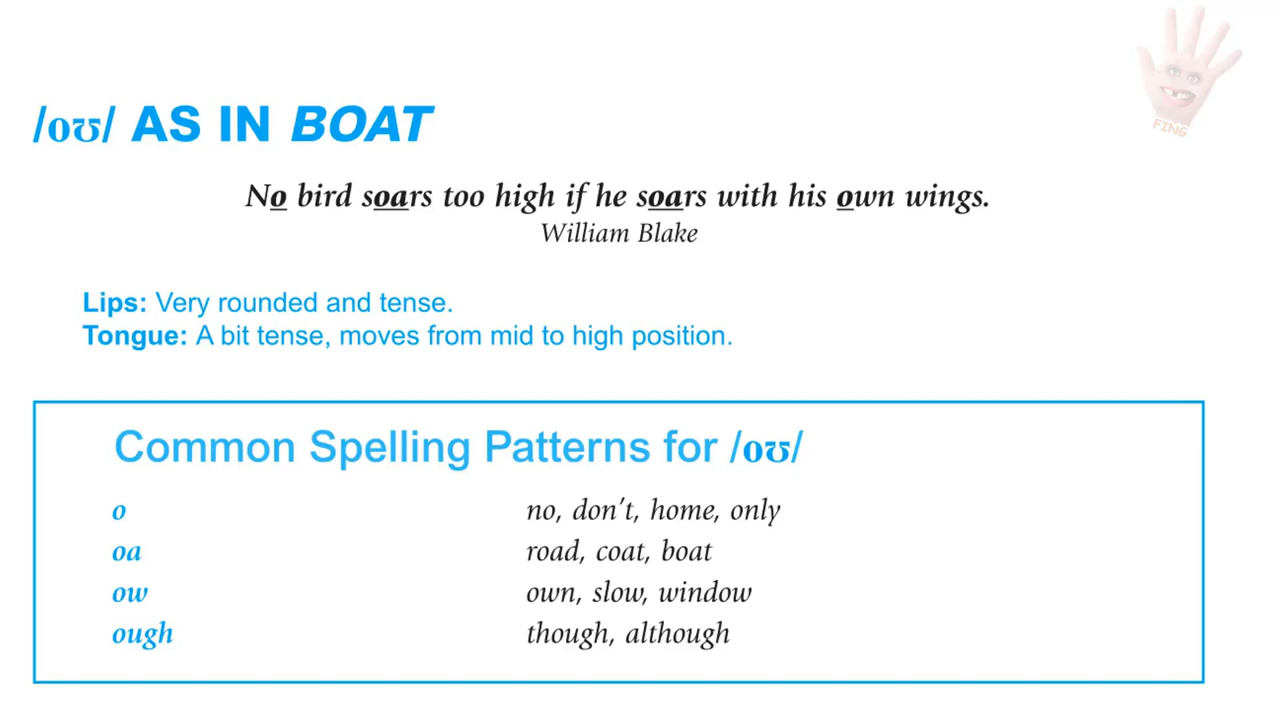 FING
/oʊ/ AS IN BOAT
No bird soars too high if he soars with his own wings.
William Blake
Lips: Very rounded and tense.
Tongue: A bit tense, moves from mid to high position.
Common Spelling Patterns for /oʊ/
o no, don't, home, only
oa road, coat, boat
ow own, slow, window
ough though, although